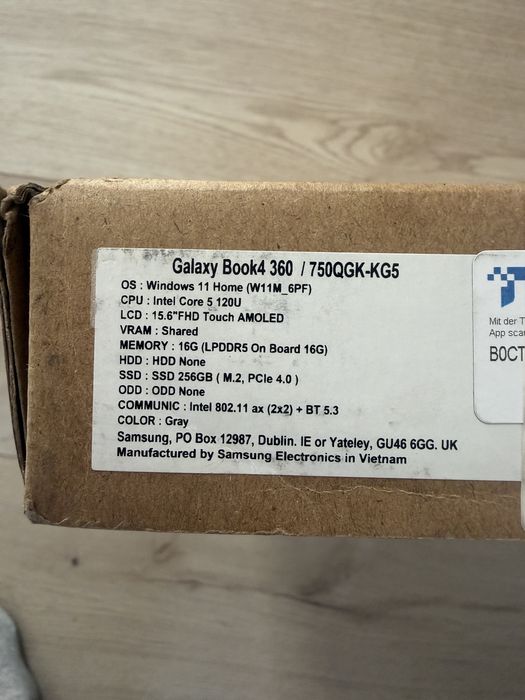 Galaxy Book4 360 / 750QGK-KG5
OS : Windows 11 Home (W11M_6PF)
CPU : Intel Core 5 120U
LCD : 15.6"FHD Touch AMOLED
VRAM : Shared
MEMORY : 16G (LPDDR5 On Board 16G)
HDD : HDD None
SSD : SSD 256GB ( M.2, PCIe 4.0 )
ODD : ODD None
COMMUNIC : Intel 802.11 ax (2x2) + BT 5.3
COLOR : Gray
Samsung, PO Box 12987, Dublin. IE or Yateley, GU46 6GG. UK
Manufactured by Samsung Electronics in Vietnam
Mit der T
App scan
B0CT